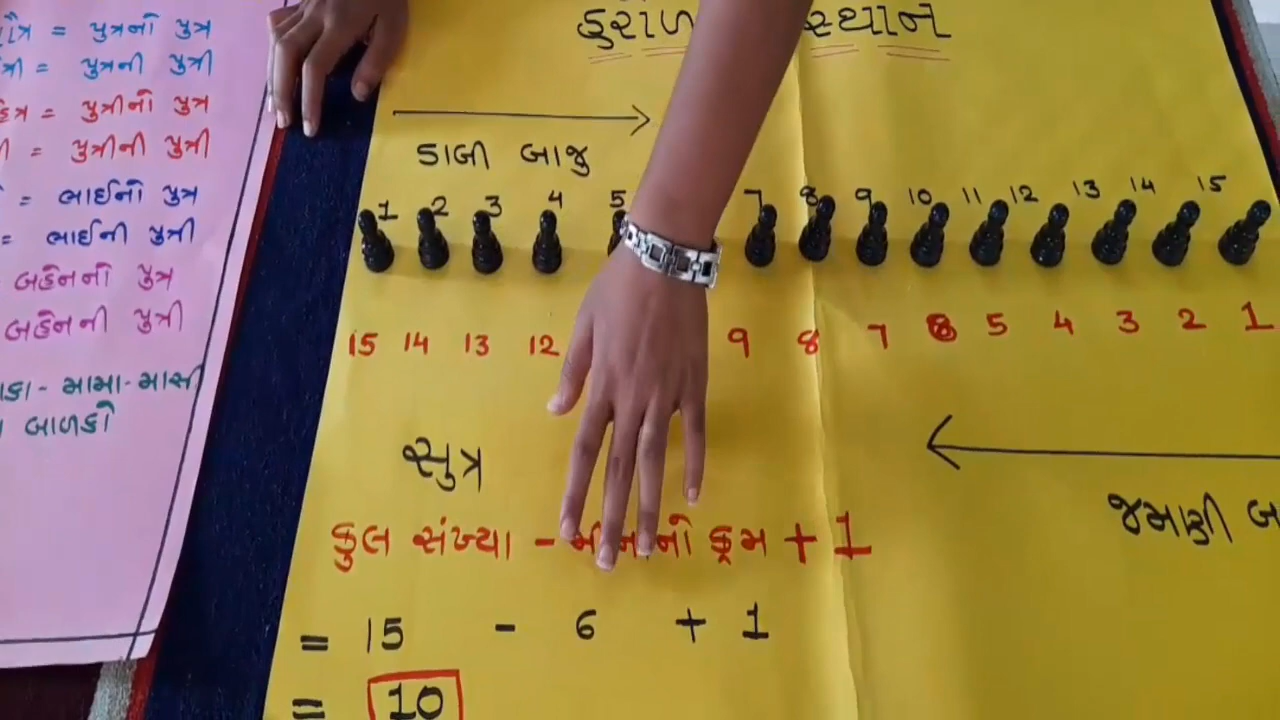 = પુત્રનો પુત્ર
= પુત્રની પુત્રી
= પુત્રીનો પુત્ર
= પુત્રીની પુત્રી
= ભાઈનો પુત્ર
= ભાઈની પુત્રી
બહેનનો પુત્ર
બહેનની પુત્રી
મામા - માસી
બાળકો
ડાબી બાજુ
1 2 3 4 5 7 8 9 10 11 12 13 14 15
15 14 13 12 9 8 7 6 5 4 3 2 1
જમાણી
સુત્ર
કુલ સંખ્યા - ક્રમ + 1
= 15 - 6 + 1
= 10